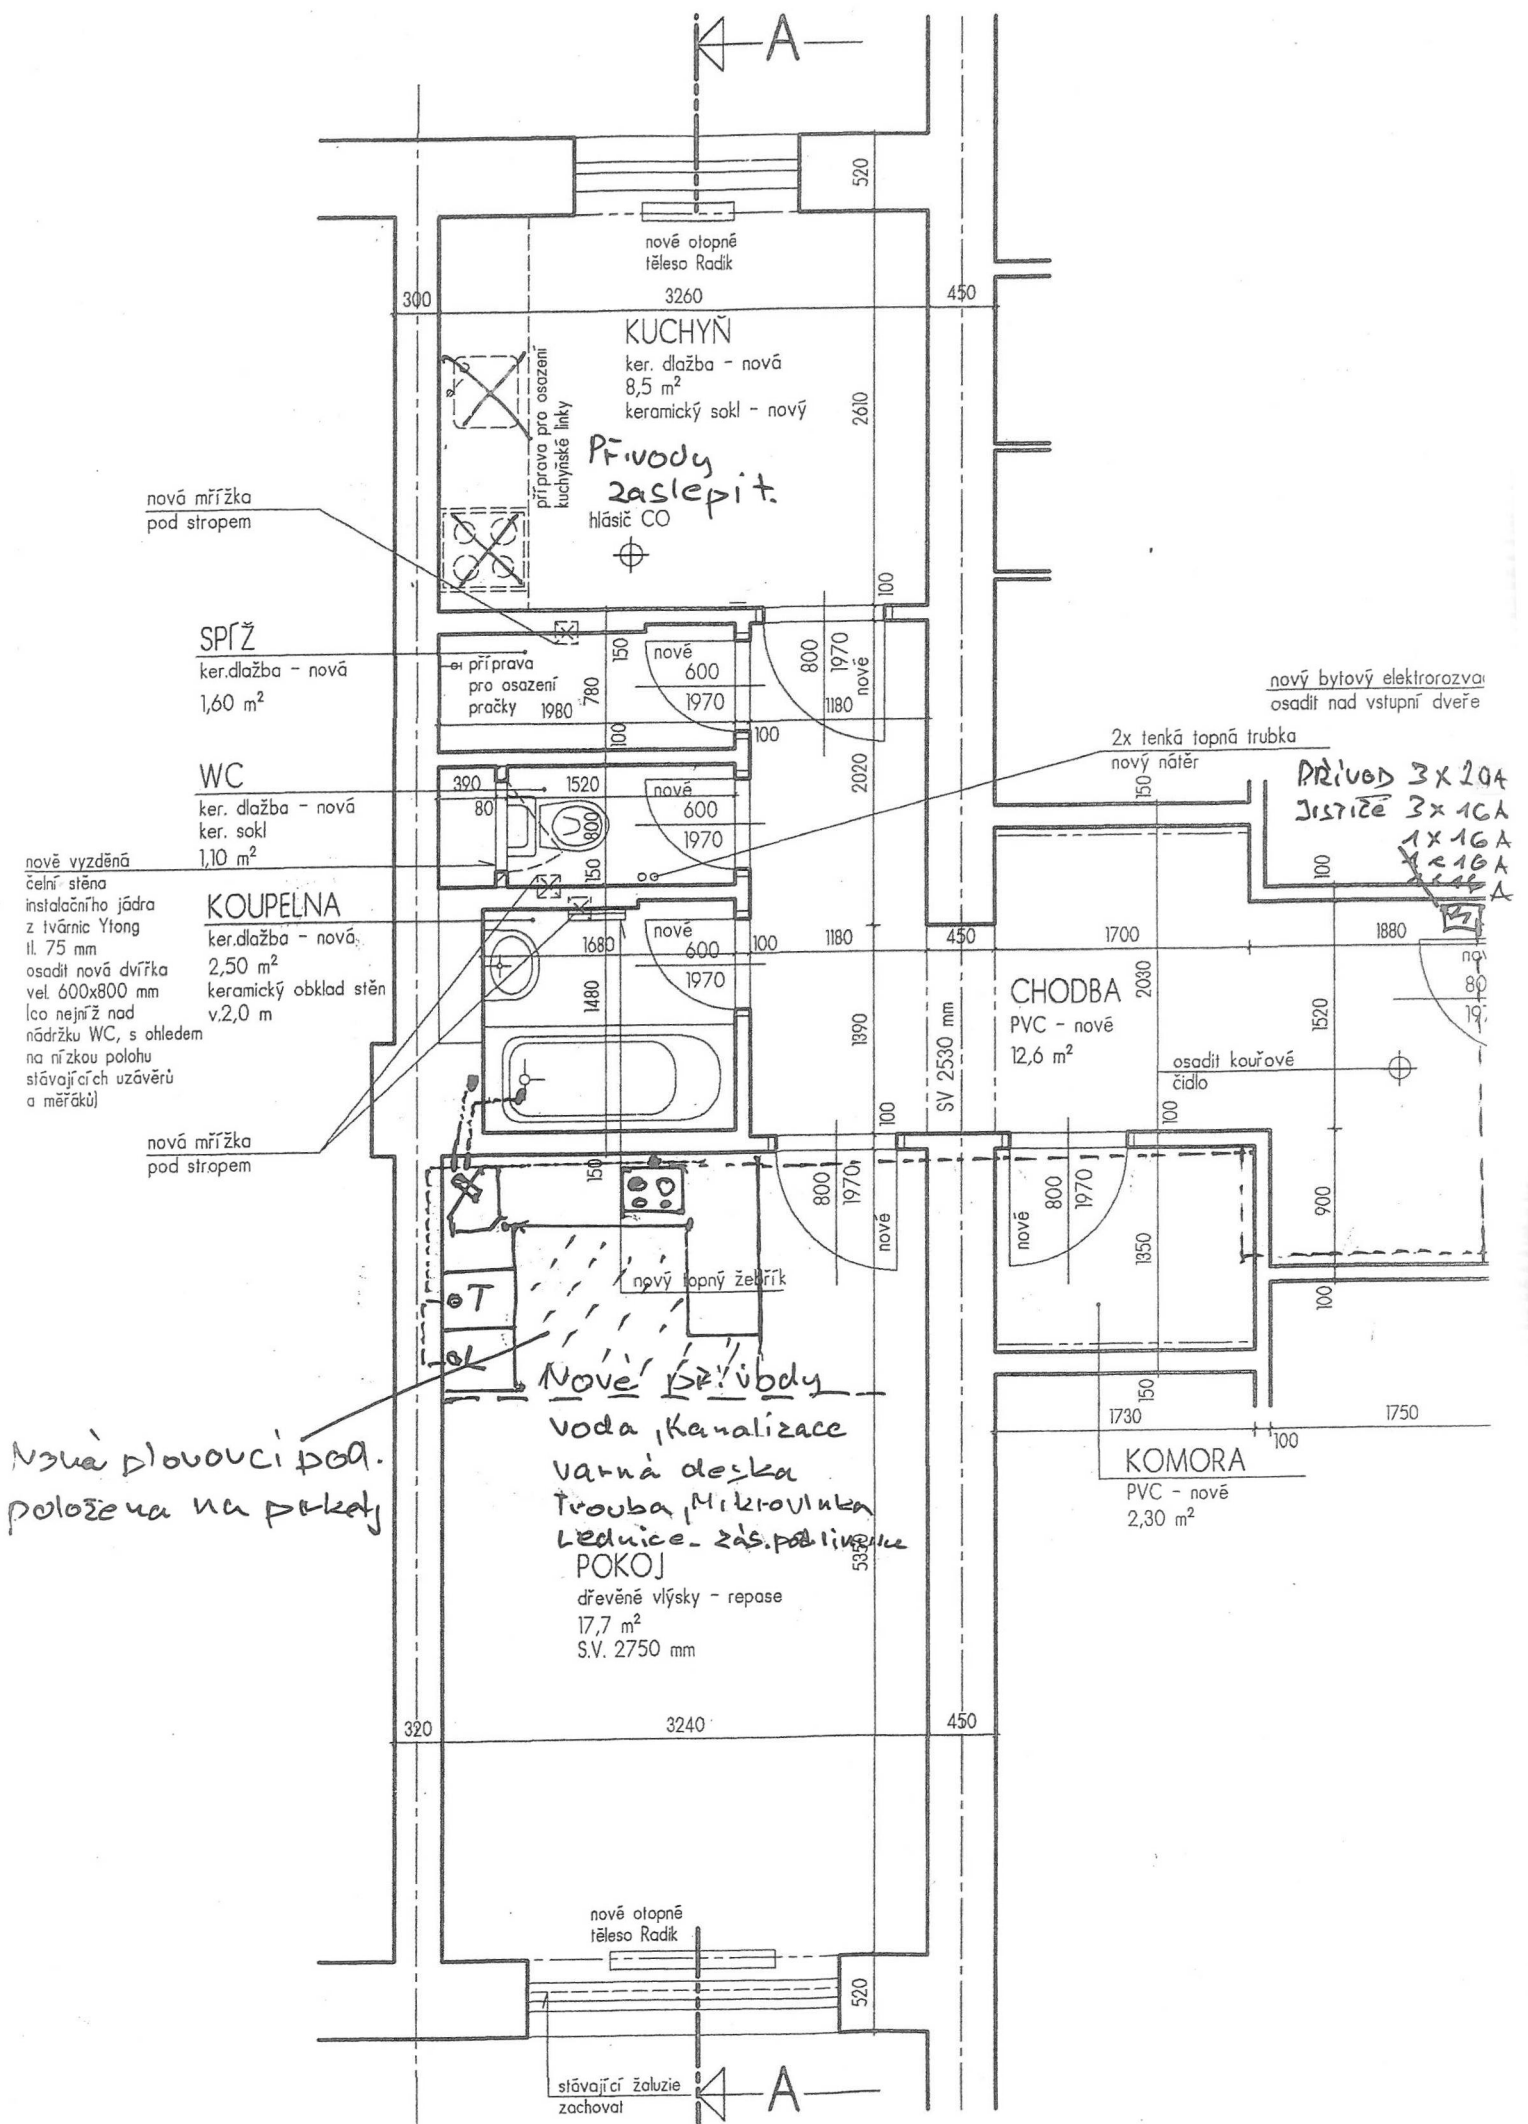 A
520
nové otopné
těleso Radik
300
3260
450
KUCHYŇ
ker. dlažba - nová
8,5 m²
keramický sokl - nový
příprava pro osazení
kuchyňské linky
2610
Přívody
zaslepit.
hlásič CO
nová mřížka
pod stropem
100
SPÍŽ
ker.dlažba - nová
1,60 m²
příprava
pro osazení
pračky
1980
150
780
100
nové
600
1970
100
800
1970
nové
1180
nový bytový elektrorozva
osadit nad vstupní dveře
2x tenká topná trubka
nový nátěr
2020
150
PŘÍVOD 3 x 20A
JISTIČE 3 x 16A
1 x 16A
1 x 16A
WC
ker. dlažba - nová
ker. sokl
1,10 m²
390
1520
80
800
150
nové
600
1970
100
nově vyzděná
čelní stěna
instalačního jádra
z tvárnic Ytong
tl. 75 mm
osadit nová dvířka
vel. 600x800 mm
(co nejníž nad
nádržku WC, s ohledem
na nízkou polohu
stávajících uzávěrů
a měřáků)
KOUPELNA
ker.dlažba - nová
2,50 m²
keramický obklad stěn
v.2,0 m
1680
1480
nové
600
1970
100
1180
450
1700
1880
2030
1520
CHODBA
PVC - nové
12,6 m²
SV 2530 mm
1390
osadit kouřové
čidlo
100
100
nová mřížka
pod stropem
150
800
1970
nové
800
1970
nové
1350
900
100
nový topný žebřík
T
L
Nové přívody
voda, Kanalizace
varná deska
Trouba, Mikrovlnka
Lednice - zás. pod
Nová plovoucí pod.
položena na parkety
150
1730
100
1750
KOMORA
PVC - nové
2,30 m²
POKOJ
dřevěné vlýsky - repase
17,7 m²
S.V. 2750 mm
320
3240
450
nové otopné
těleso Radik
520
stávající žaluzie
zachovat
A